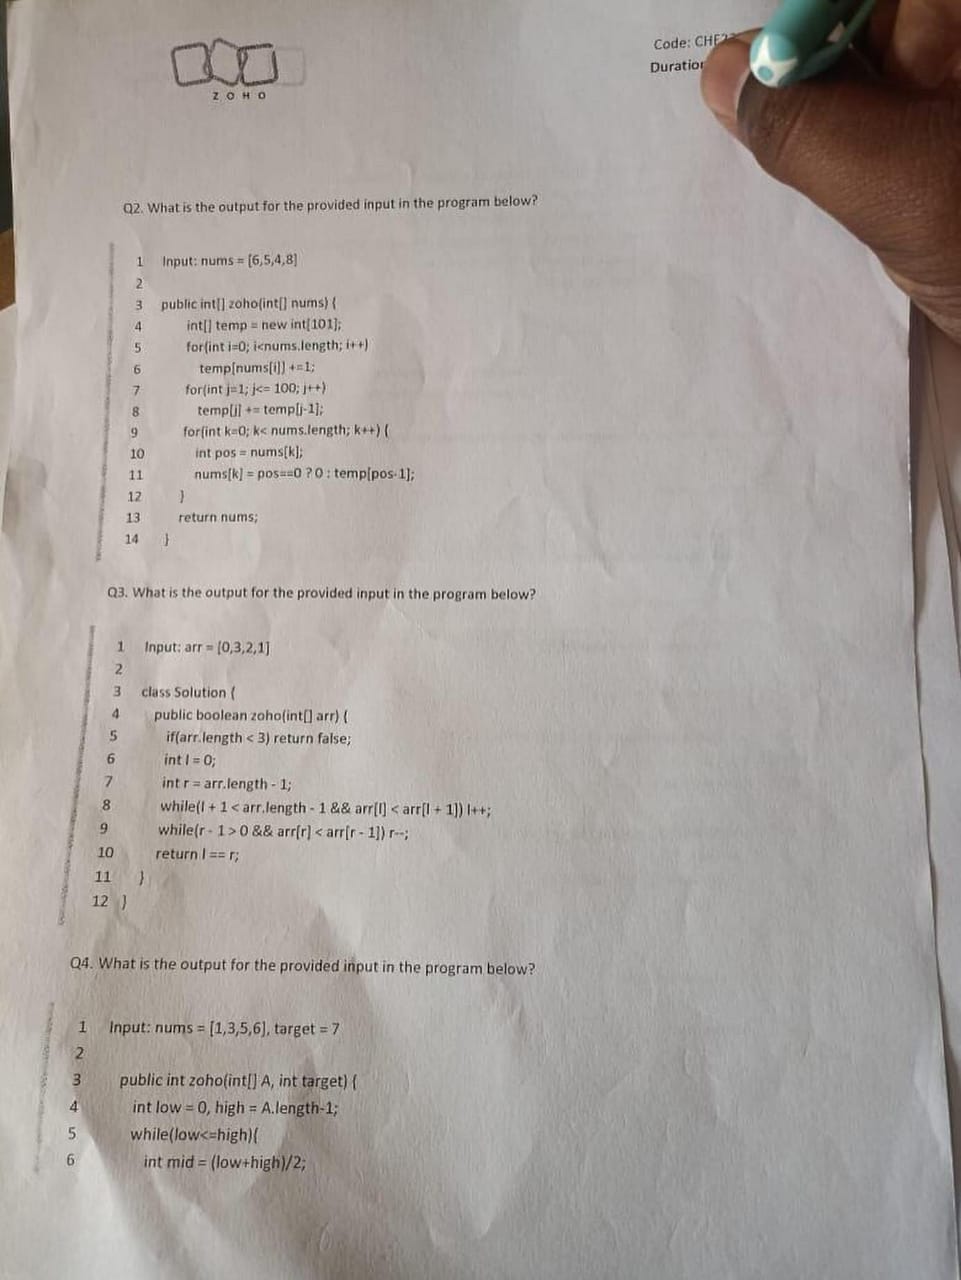 ZOHO
Code: CHE
Duration
Q2. What is the output for the provided input in the program below?
1 Input: nums = [6,5,4,8]
2
3 public int[] zoho(int[] nums) {
4 int[] temp = new int[101];
5 for(int i=0; i<nums.length; i++)
6 temp[nums[i]] +=1;
7 for(int j=1; j<= 100; j++)
8 temp[j] += temp[j-1];
9 for(int k=0; k< nums.length; k++) {
10 int pos = nums[k];
11 nums[k] = pos==0 ? 0 : temp[pos-1];
12 }
13 return nums;
14 }
Q3. What is the output for the provided input in the program below?
1 Input: arr = [0,3,2,1]
2
3 class Solution {
4 public boolean zoho(int[] arr) {
5 if(arr.length < 3) return false;
6 int l = 0;
7 int r = arr.length - 1;
8 while(l + 1 < arr.length - 1 && arr[l] < arr[l + 1]) l++;
9 while(r - 1 > 0 && arr[r] < arr[r - 1]) r--;
10 return l == r;
11 }
12 }
Q4. What is the output for the provided input in the program below?
1 Input: nums = [1,3,5,6], target = 7
2
3 public int zoho(int[] A, int target) {
4 int low = 0, high = A.length-1;
5 while(low<=high){
6 int mid = (low+high)/2;